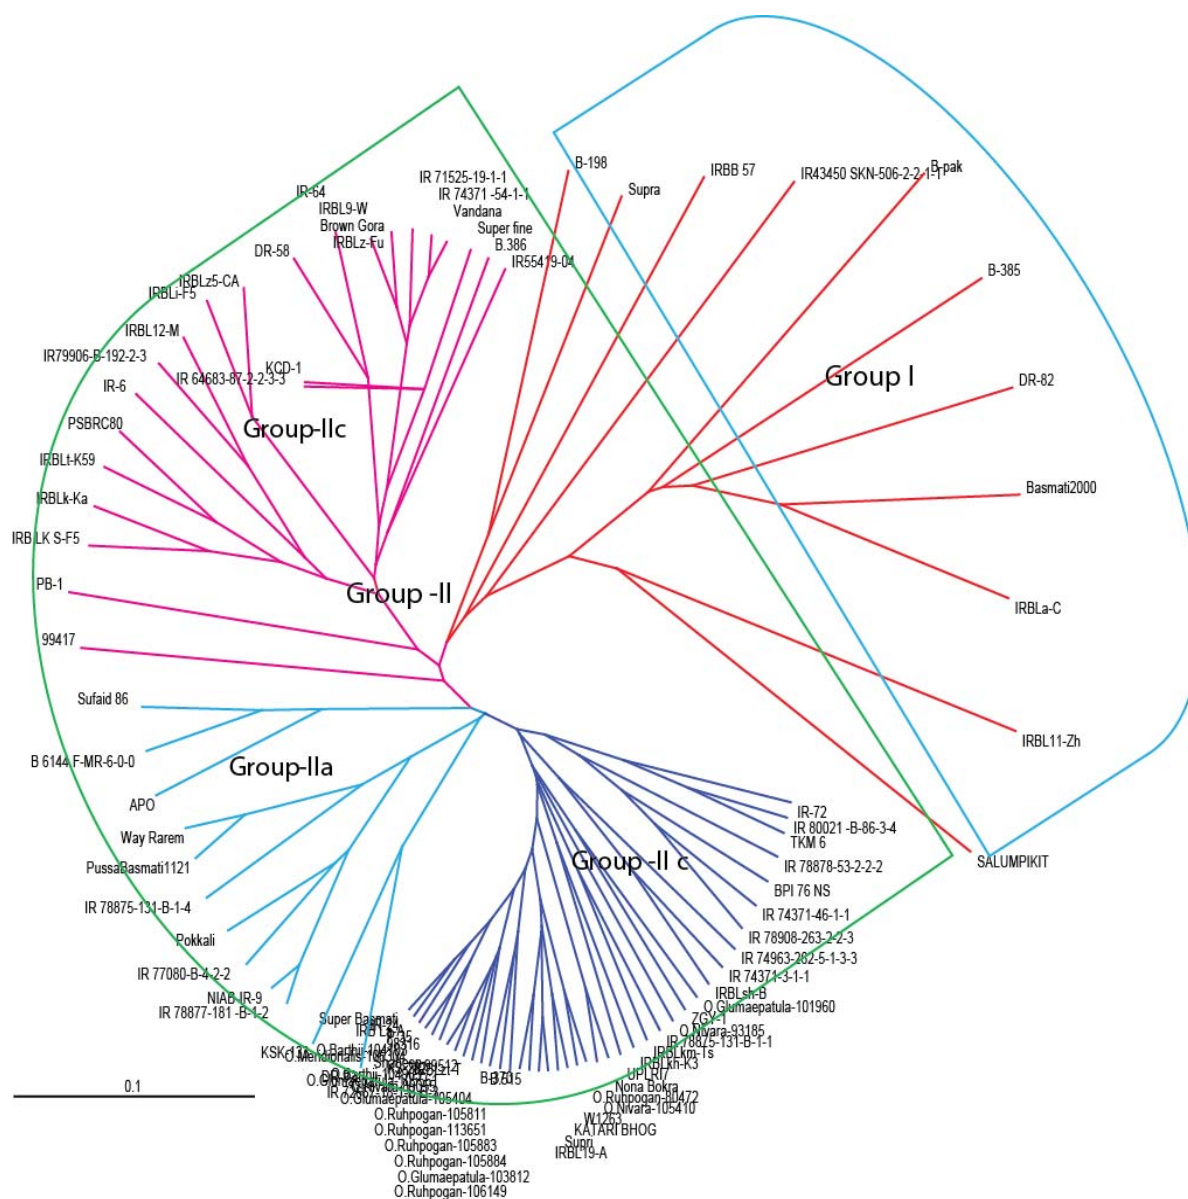 B-198
Supra
IRBB 57
IR43450 SKN-506-2-2-1-1
B-pak
B-385
Group I
DR-82
Basmati2000
IRBLa-C
IRBL11-Zh
SALUMPIKIT
IR 71525-19-1-1
IR 74371 -54-1-1
Vandana
Super fine
B.386
IR55419-04
IR-64
IRBL9-W
Brown Gora
IRBLz-Fu
DR-58
IRBLz5-CA
IRBLi-F5
IRBL12-M
IR79906-B-192-2-3
KCD-1
IR 64683-87-2-2-3-3
IR-6
PSBRC80
Group-IIc
IRBLt-K59
IRBLk-Ka
IRB LK S-F5
PB-1
Group -II
99417
Sufaid 86
B 6144 F-MR-6-0-0
Group-IIa
APO
Way Rarem
PussaBasmati1121
IR 78875-131-B-1-4
Pokkali
IR 77080-B-4-2-2
NIAB IR-9
IR 78877-181 -B-1-2
Group -II c
IR-72
IR 80021 -B-86-3-4
TKM 6
IR 78878-53-2-2-2
BPI 76 NS
IR 74371-46-1-1
IR 78908-263-2-2-3
IR 74963-262-5-1-3-3
IR 74371-3-1-1
IRBLsh-B
O.Glumaepatula-101960
ZGY-1
O.Nivara-93185
IR 78875-131-B-1-1
IRBLkm-Ts
IRBLkh-K3
UPLRI7
Nona Bokra
O.Ruhpogan-80472
O.Nivara-105410
W1263
KATARI BHOG
Supri
IRBL19-A
Super Basmati
B-370
B.515
O.Glumaepatula-105404
O.Ruhpogan-105811
O.Ruhpogan-113651
O.Ruhpogan-105883
O.Ruhpogan-105884
O.Glumaepatula-103812
O.Ruhpogan-106149
0.1